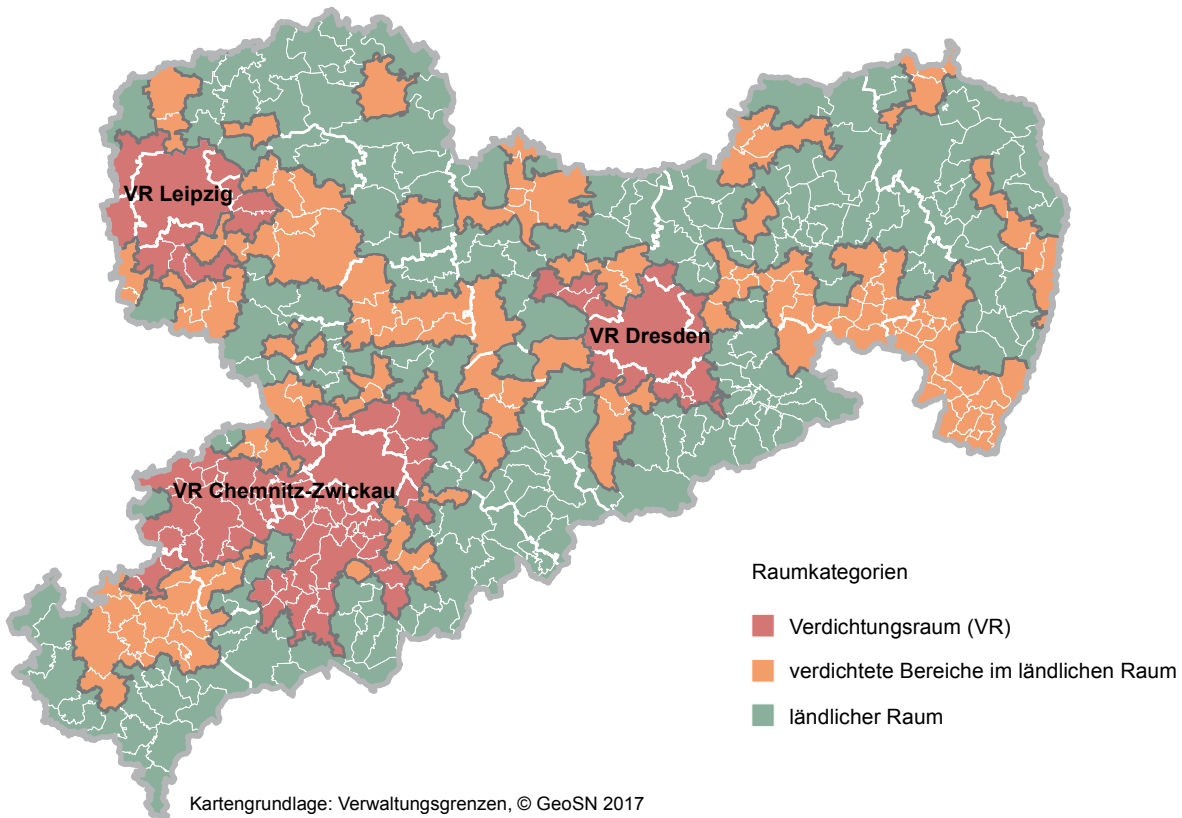 VR Leipzig
VR Dresden
VR Chemnitz-Zwickau
Raumkategorien
Verdichtungsraum (VR)
verdichtete Bereiche im ländlichen Raum
ländlicher Raum
Kartengrundlage: Verwaltungsgrenzen, © GeoSN 2017